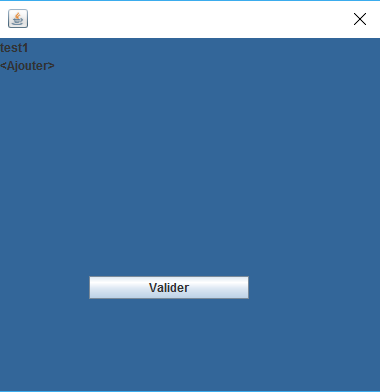 test1
<Ajouter>
Valider